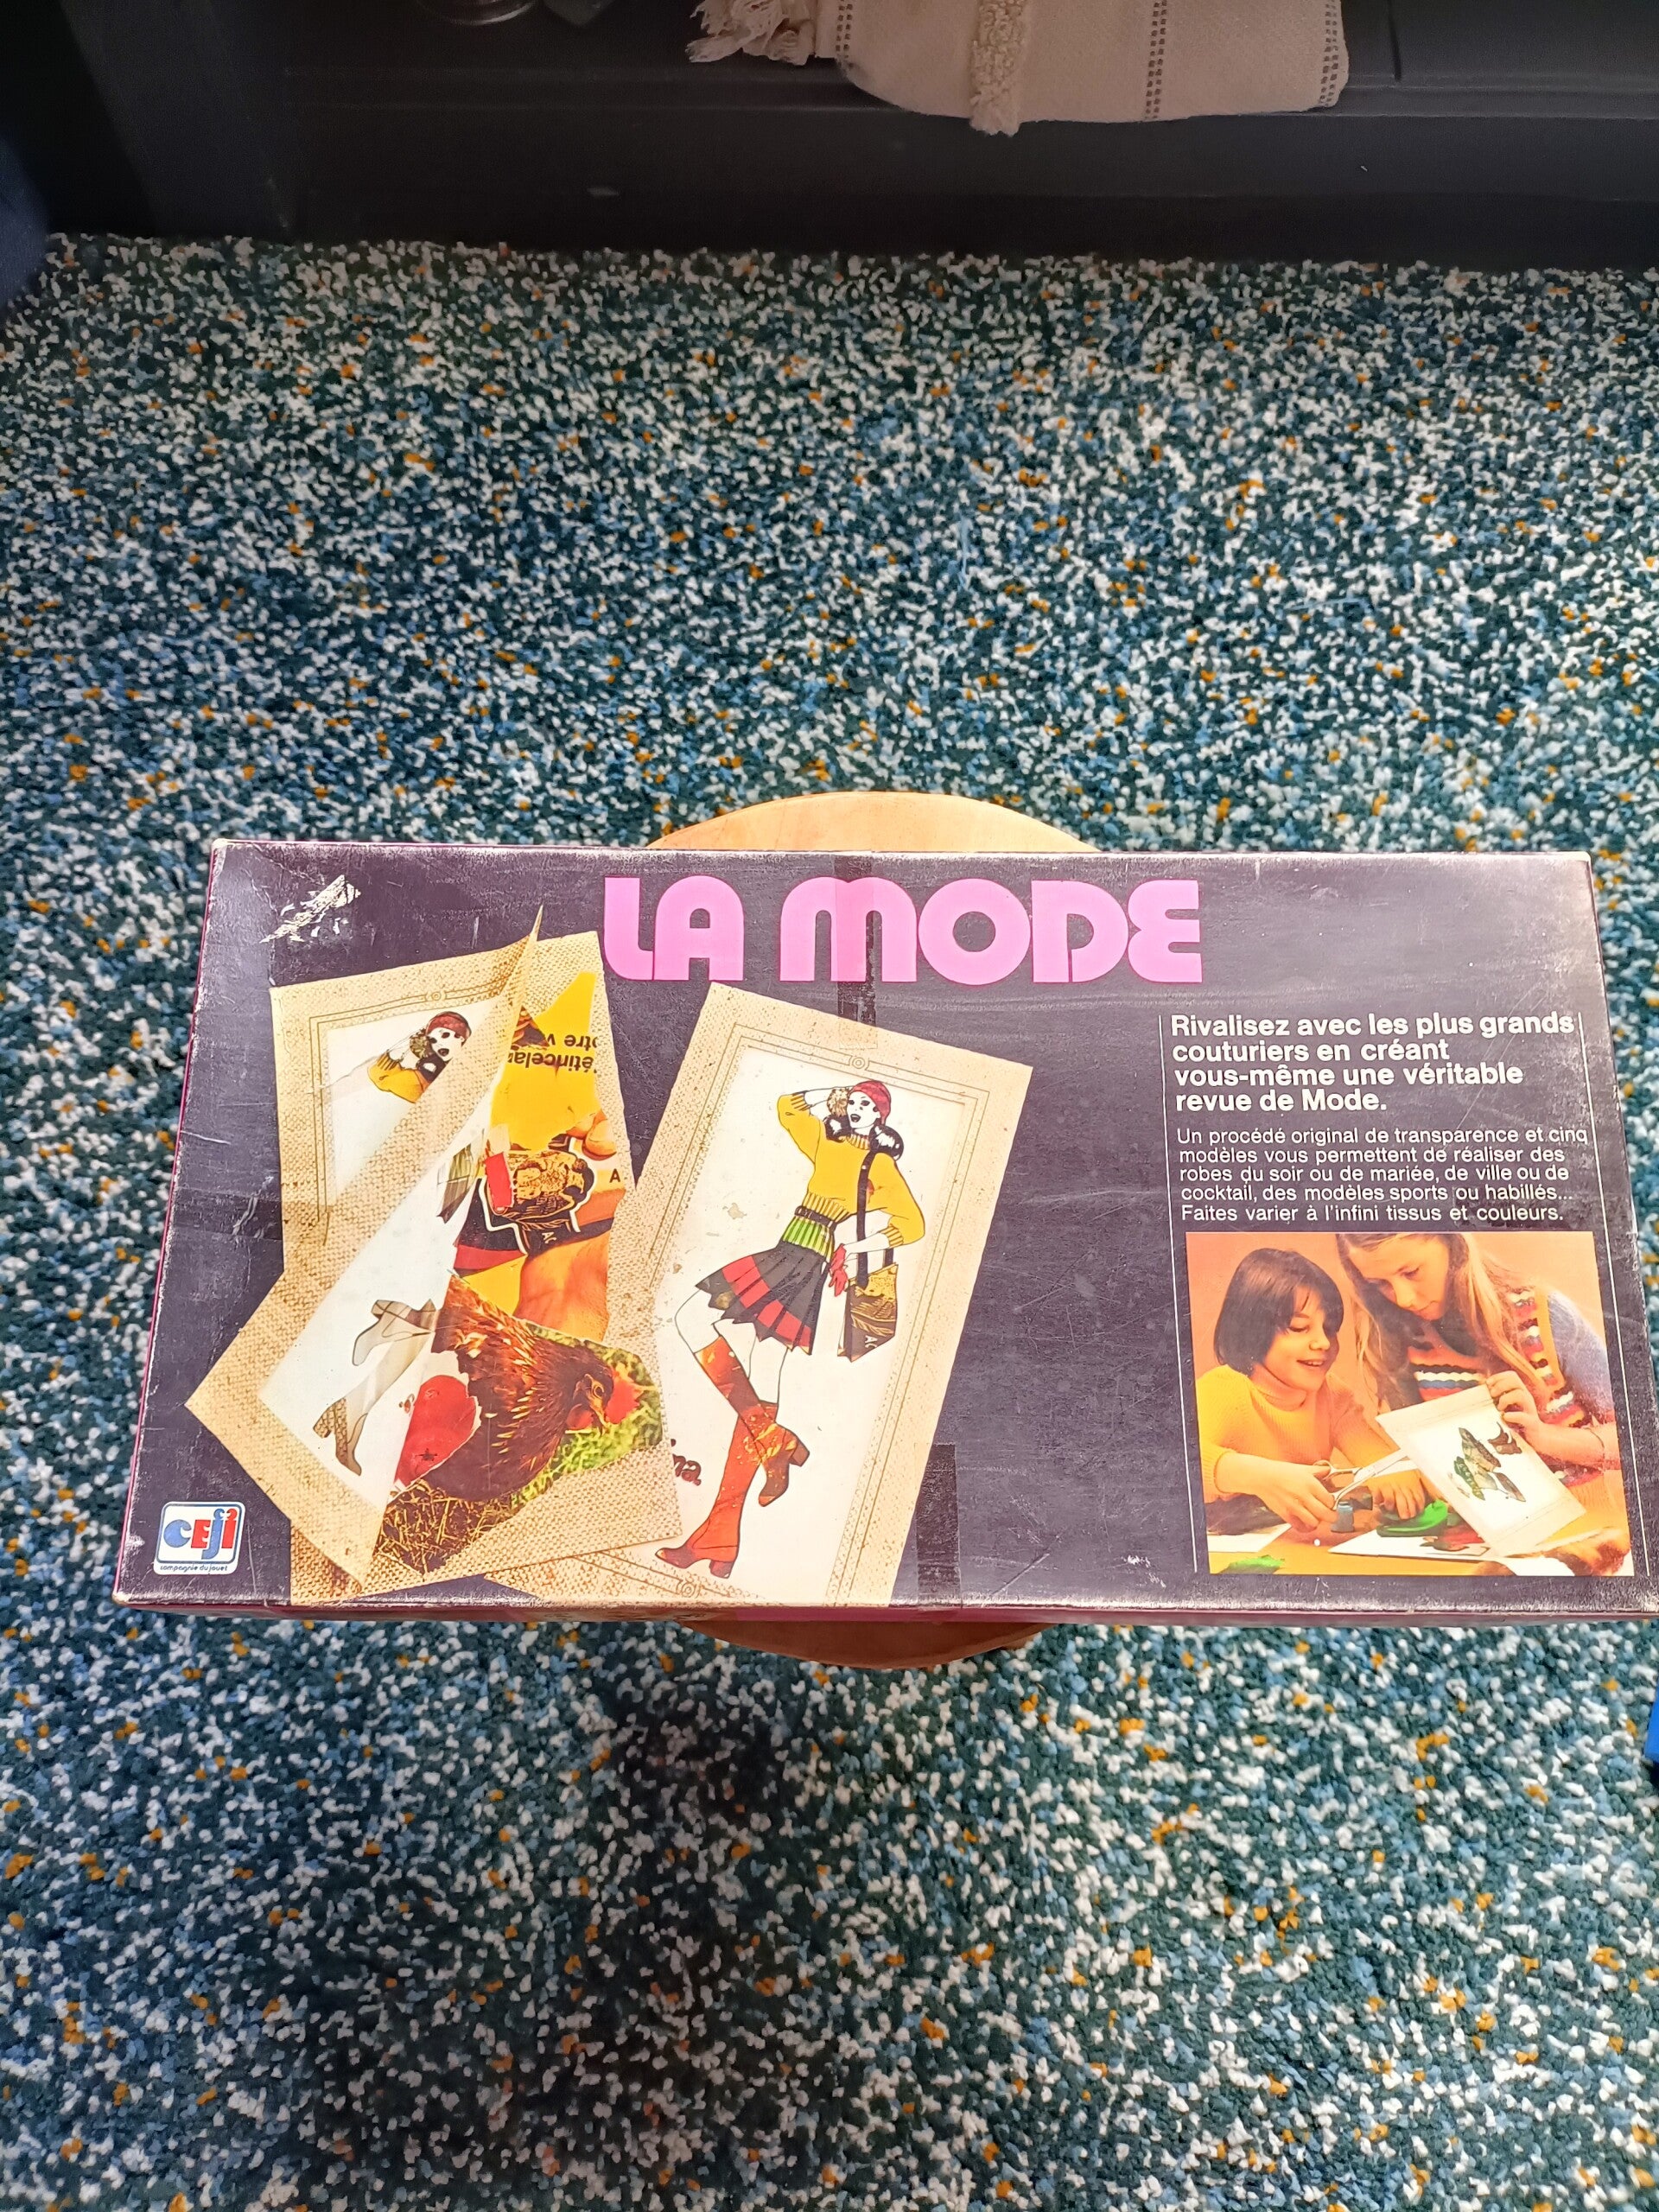 LA MODE
Rivalisez avec les plus grands
couturiers en créant
vous-même une véritable
revue de Mode.
Un procédé original de transparence et cinq
modèles vous permettent de réaliser des
robes du soir ou de mariée, de ville ou de
cocktail, des modèles sports ou habillés...
Faites varier à l'infini tissus et couleurs.
ceji
compagnie du jouet